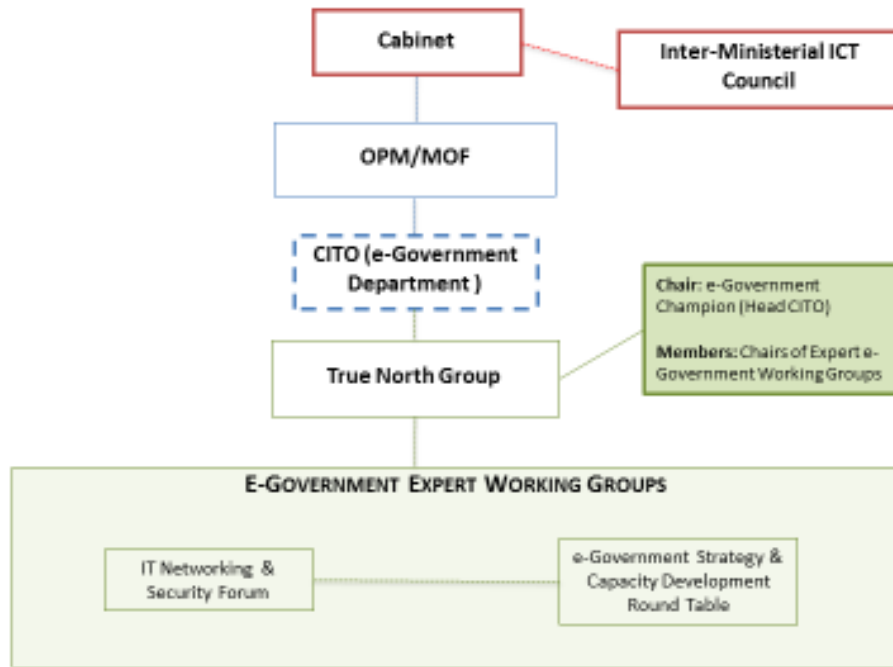 Cabinet
Inter-Ministerial ICT
Council
OPM/MOF
CITO (e-Government
Department )
Chair: e-Government
Champion (Head CITO)
Members: Chairs of Expert e-
Government Working Groups
True North Group
E-GOVERNMENT EXPERT WORKING GROUPS
IT Networking &
Security Forum
e-Government Strategy &
Capacity Development
Round Table